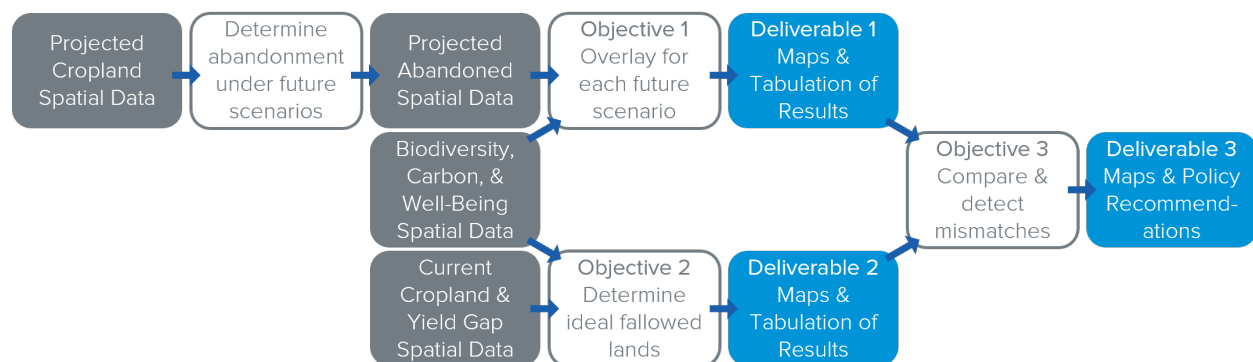 Projected
Cropland
Spatial Data
Determine
abandonment
under future
scenarios
Projected
Abandoned
Spatial Data
Objective 1
Overlay for
each future
scenario
Deliverable 1
Maps &
Tabulation of
Results
Biodiversity,
Carbon, &
Well-Being
Spatial Data
Objective 3
Compare &
detect
mismatches
Deliverable 3
Maps & Policy
Recommend-
ations
Current
Cropland &
Yield Gap
Spatial Data
Objective 2
Determine
ideal fallowed
lands
Deliverable 2
Maps &
Tabulation of
Results